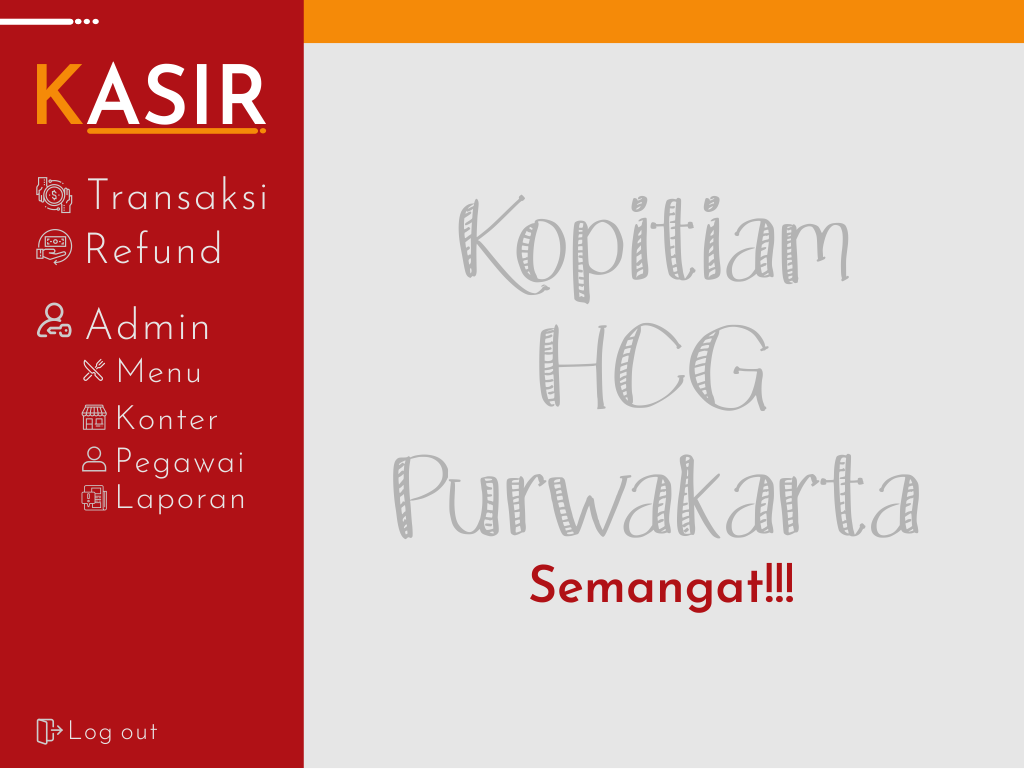 KASIR
Transaksi
Refund
Admin
Menu
Konter
Pegawai
Laporan
Log out
Kopitiam
HCG
Purwakarta
Semangat!!!